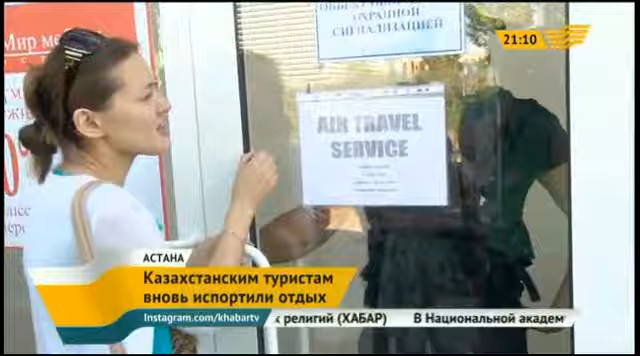 ОХРАННОЙ
СИГНАЛИЗАЦИЕЙ
21:10
Мир ме
AIR TRAVEL
SERVICE
АСТАНА
Казахстанским туристам
вновь испортили отдых
Instagram.com/khabartv
к религий (ХАБАР) В Национальной академ